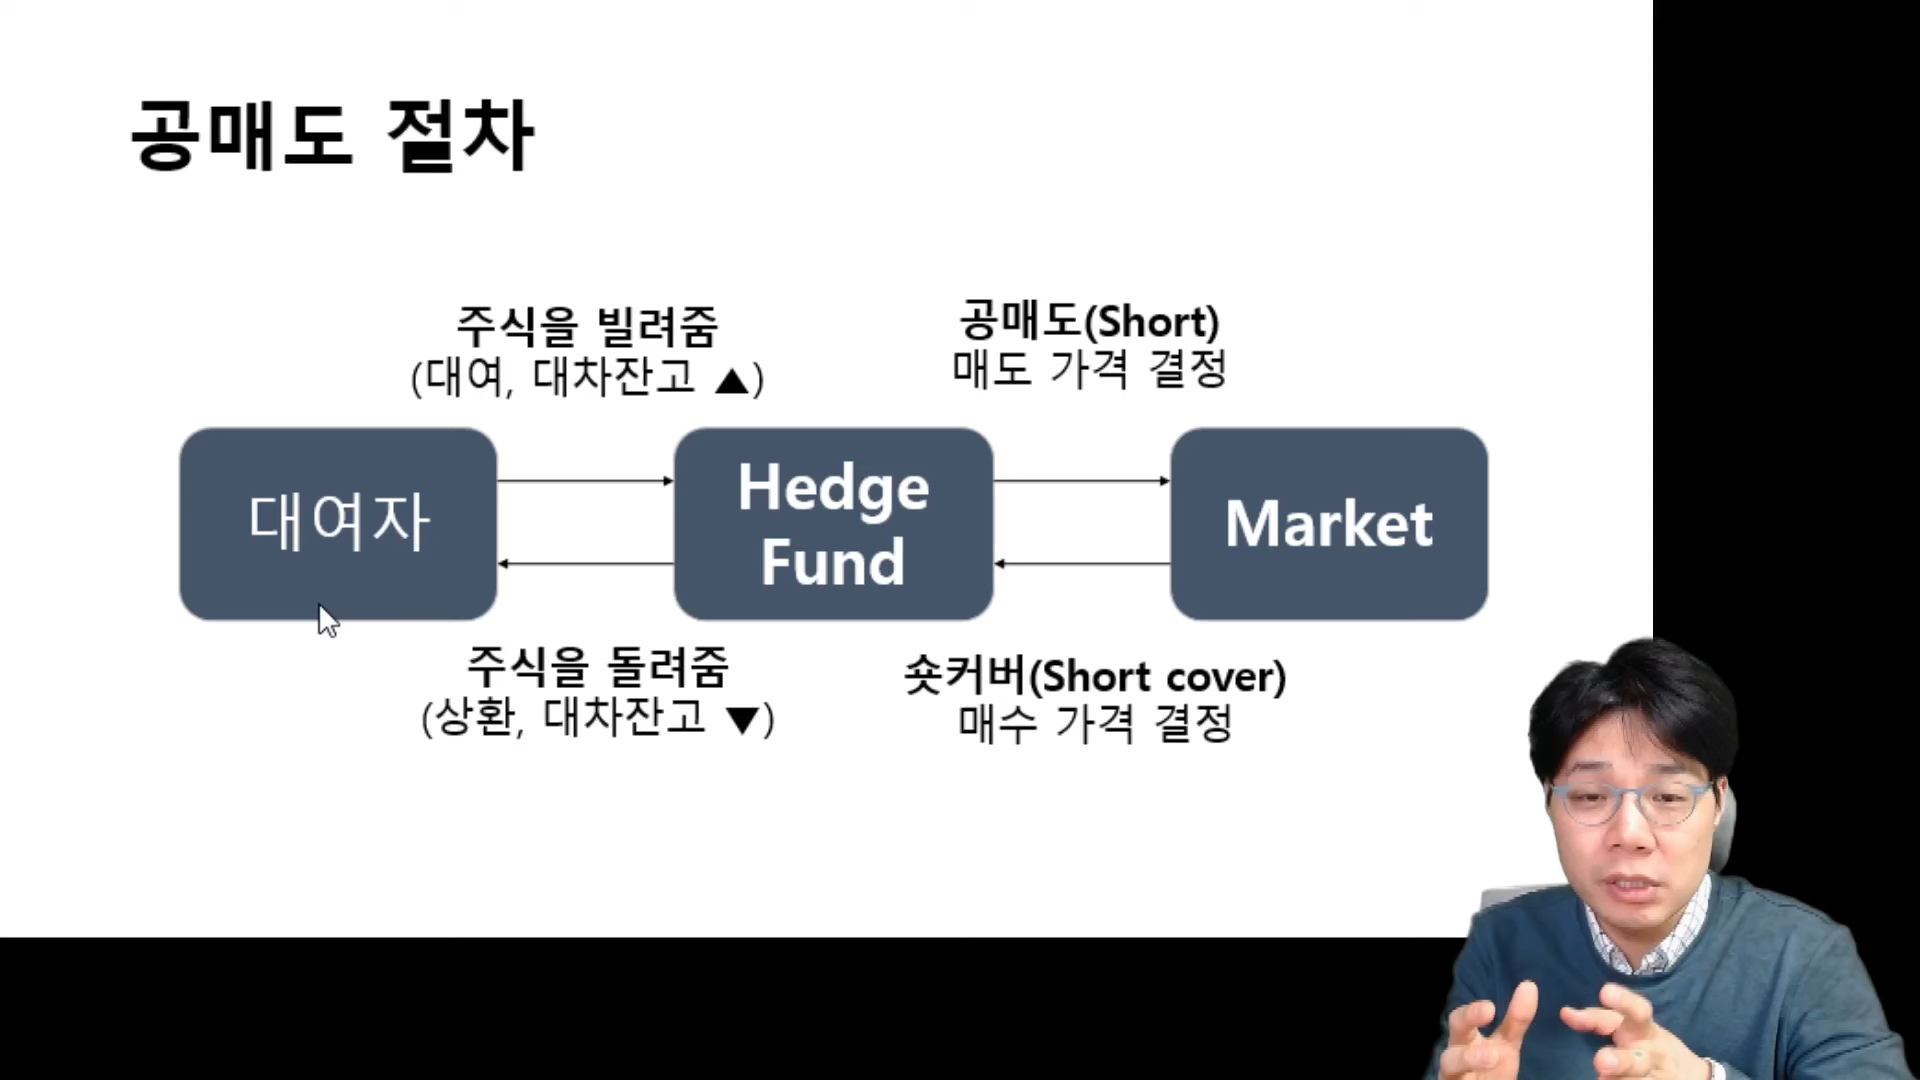 공매도 절차
주식을 빌려줌
(대여, 대차잔고 ▲)
공매도(Short)
매도 가격 결정
대여자
Hedge
Fund
Market
주식을 돌려줌
(상환, 대차잔고 ▼)
숏커버(Short cover)
매수 가격 결정